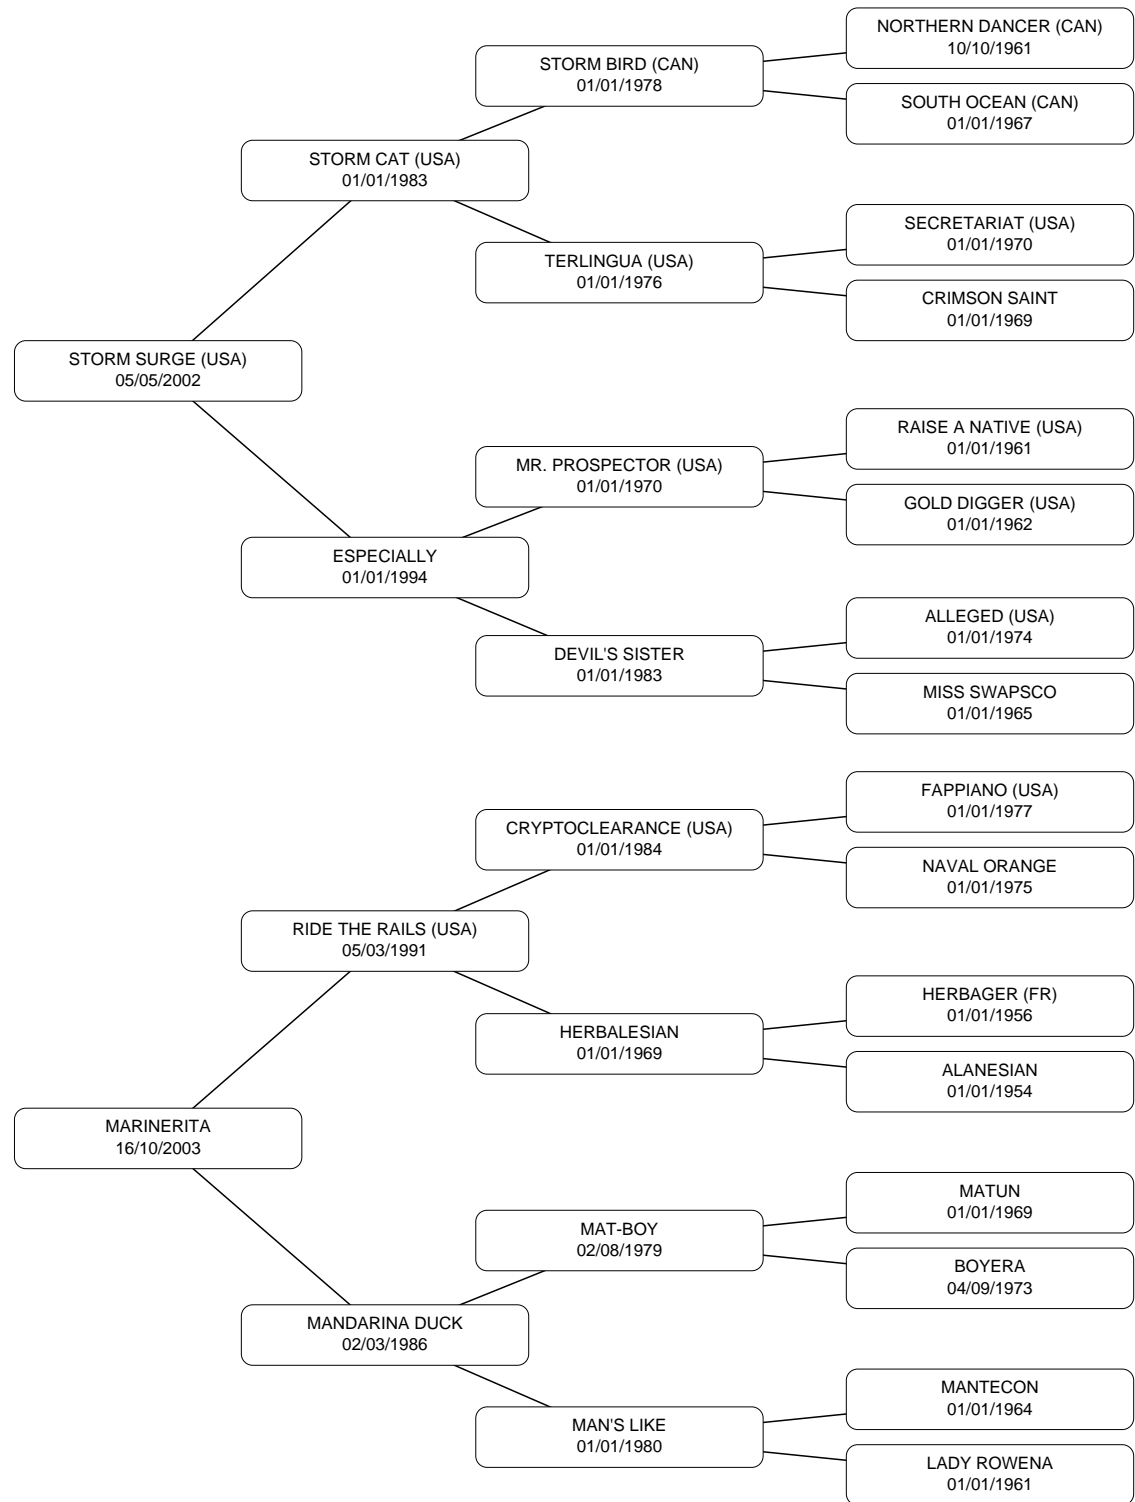 NORTHERN DANCER (CAN)
10/10/1961
STORM BIRD (CAN)
01/01/1978
SOUTH OCEAN (CAN)
01/01/1967
STORM CAT (USA)
01/01/1983
SECRETARIAT (USA)
01/01/1970
TERLINGUA (USA)
01/01/1976
CRIMSON SAINT
01/01/1969
STORM SURGE (USA)
05/05/2002
RAISE A NATIVE (USA)
01/01/1961
MR. PROSPECTOR (USA)
01/01/1970
GOLD DIGGER (USA)
01/01/1962
ESPECIALLY
01/01/1994
ALLEGED (USA)
01/01/1974
DEVIL'S SISTER
01/01/1983
MISS SWAPSCO
01/01/1965
FAPPIANO (USA)
01/01/1977
CRYPTOCLEARANCE (USA)
01/01/1984
NAVAL ORANGE
01/01/1975
RIDE THE RAILS (USA)
05/03/1991
HERBAGER (FR)
01/01/1956
HERBALESIAN
01/01/1969
ALANESIAN
01/01/1954
MARINERITA
16/10/2003
MATUN
01/01/1969
MAT-BOY
02/08/1979
BOYERA
04/09/1973
MANDARINA DUCK
02/03/1986
MANTECON
01/01/1964
MAN'S LIKE
01/01/1980
LADY ROWENA
01/01/1961